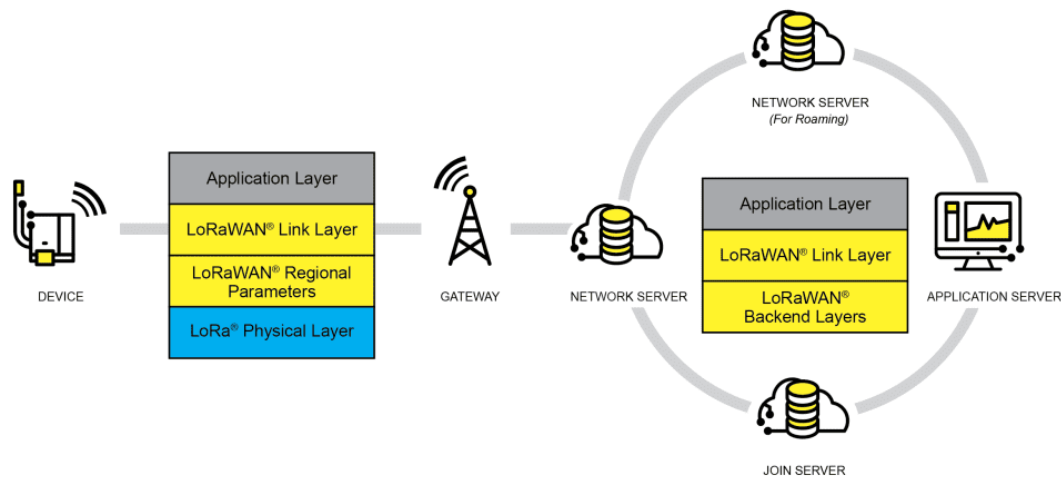 NETWORK SERVER
(For Roaming)
Application Layer
LoRaWAN® Link Layer
LoRaWAN® Regional
Parameters
LoRa® Physical Layer
DEVICE
GATEWAY
NETWORK SERVER
Application Layer
LoRaWAN® Link Layer
LoRaWAN®
Backend Layers
APPLICATION SERVER
JOIN SERVER